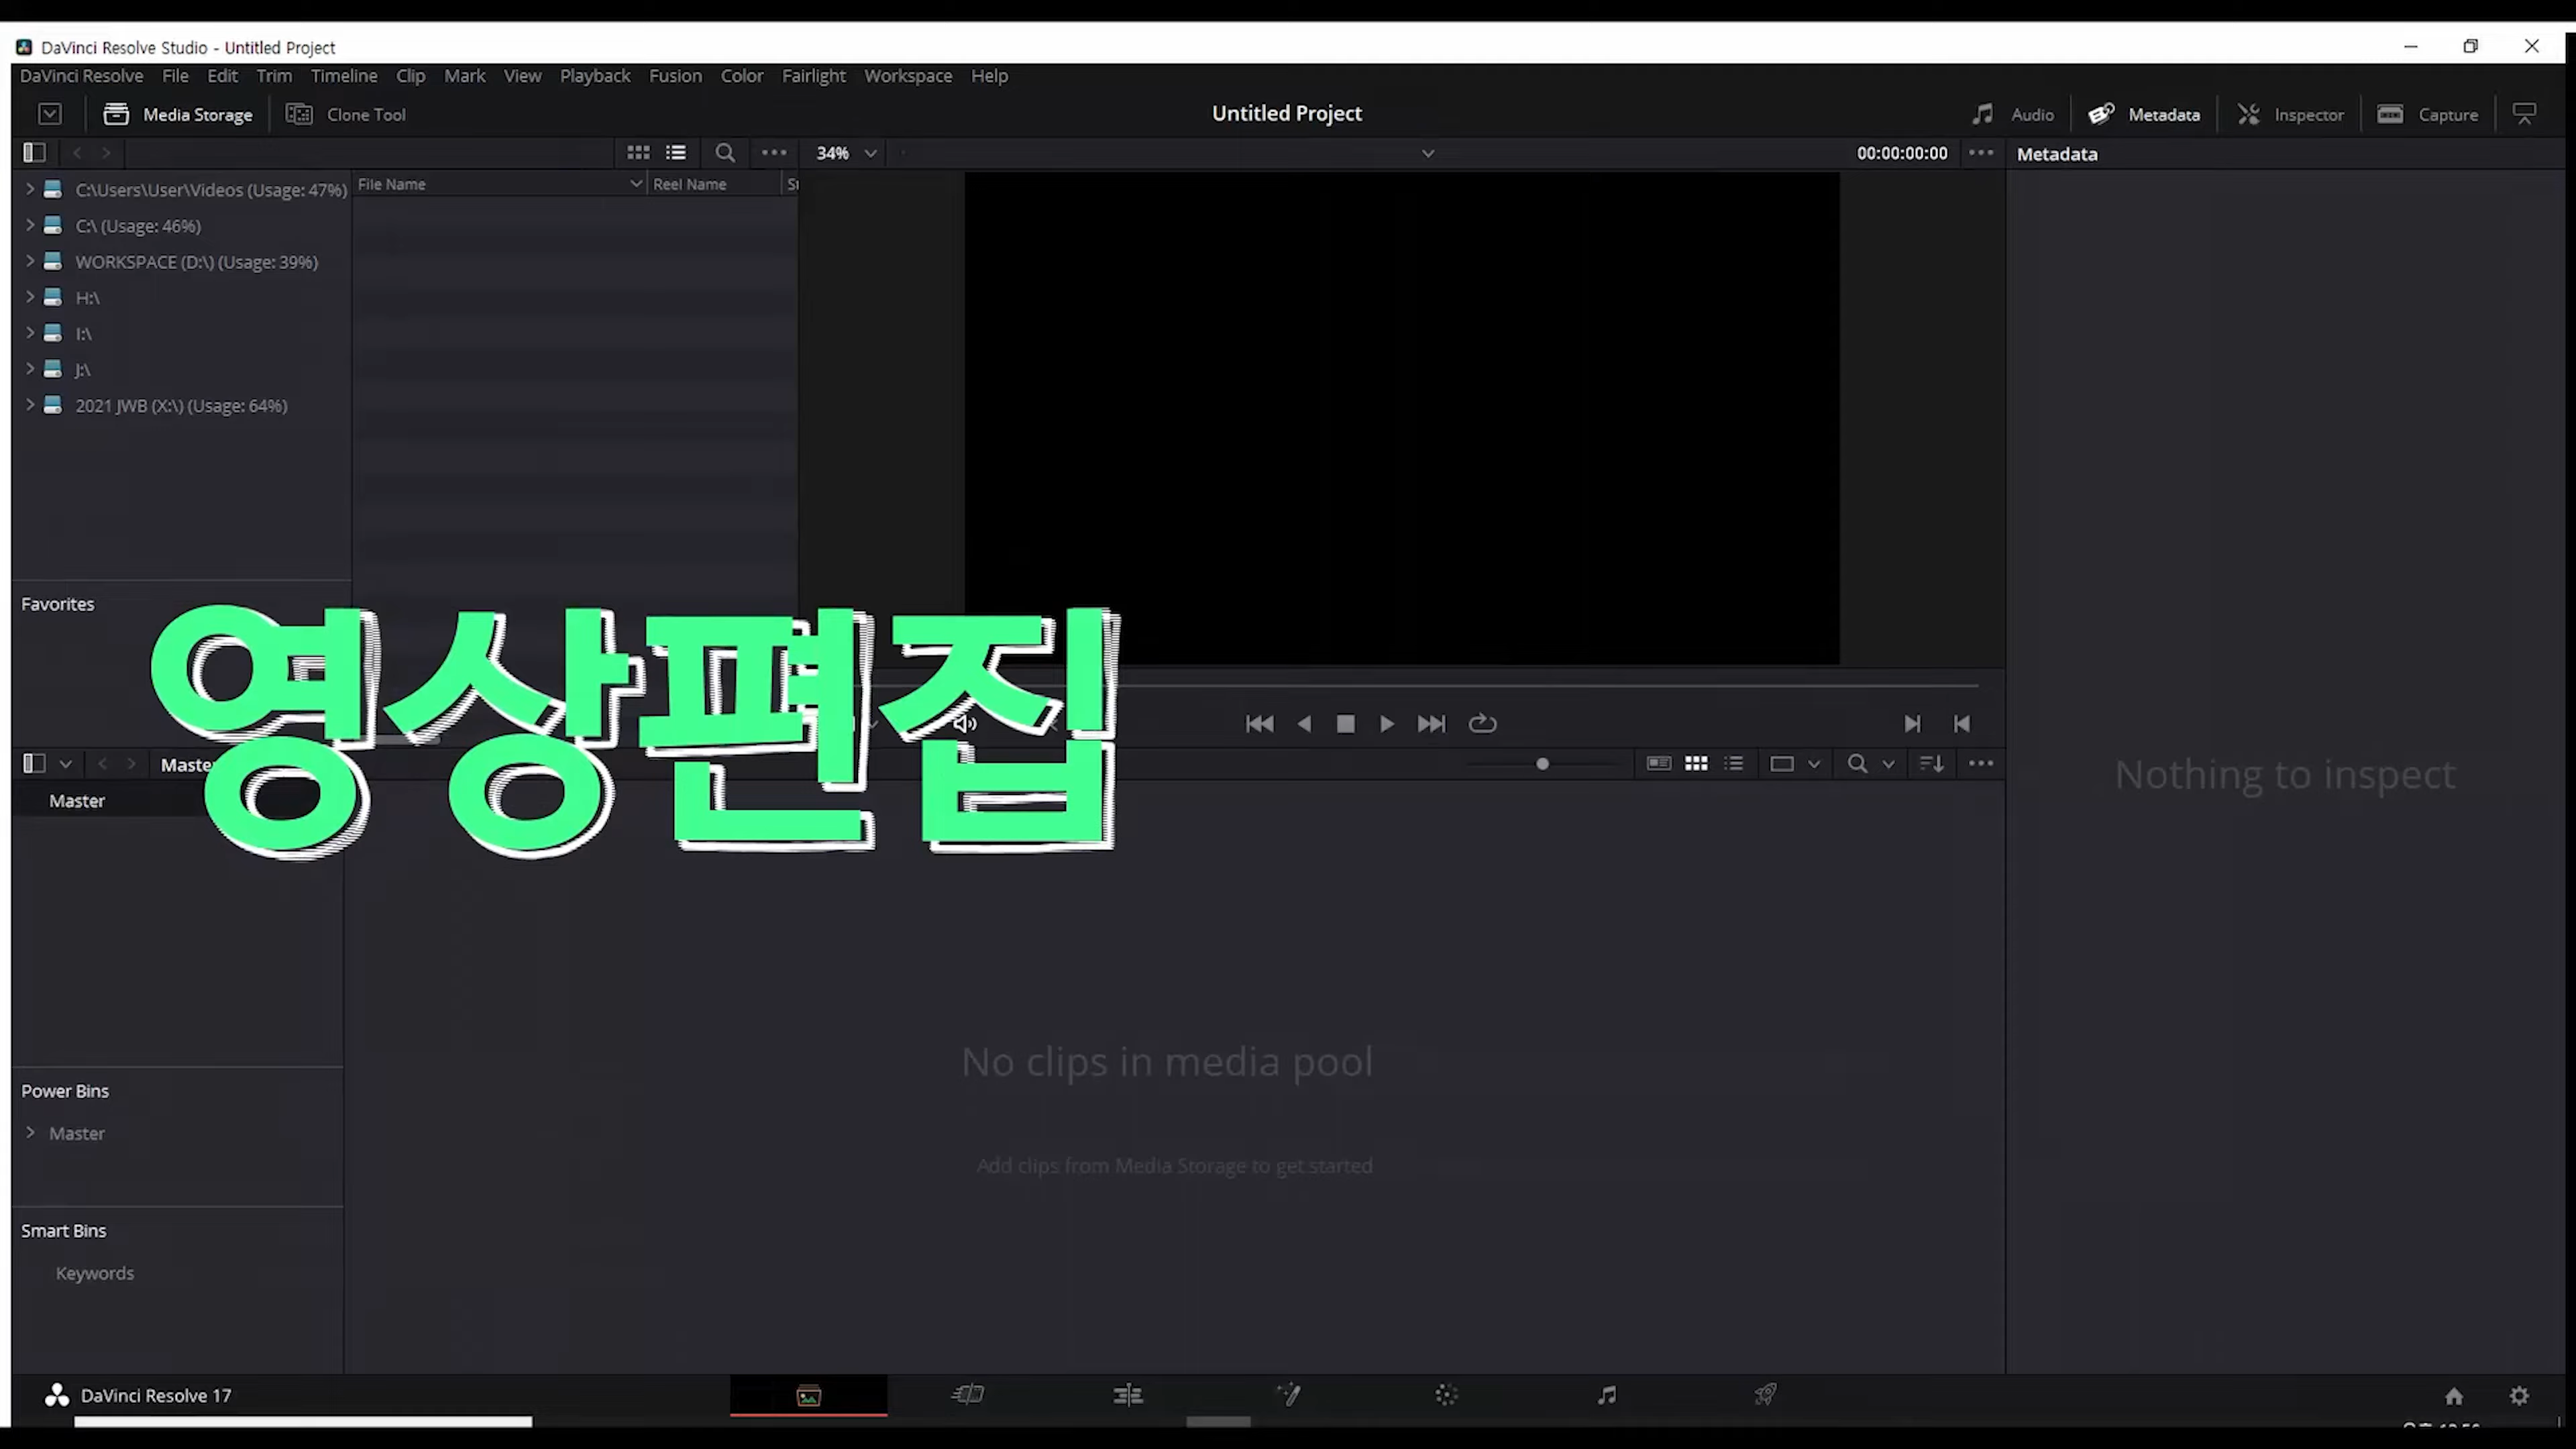 DaVinci Resolve Studio - Untitled Project
DaVinci Resolve File Edit Trim Timeline Clip Mark View Playback Fusion Color Fairlight Workspace Help
Media Storage Clone Tool Untitled Project Audio Metadata Inspector Capture
34% 00:00:00:00 Metadata
File Name Reel Name
C:\Users\User\Videos (Usage: 47%)
C:\ (Usage: 46%)
WORKSPACE (D:\) (Usage: 39%)
H:\
I:\
J:\
2021 JWB (X:\) (Usage: 64%)
Favorites
영상편집
Master
Nothing to inspect
Master
No clips in media pool
Power Bins
Master
Add clips from Media Storage to get started
Smart Bins
Keywords
DaVinci Resolve 17